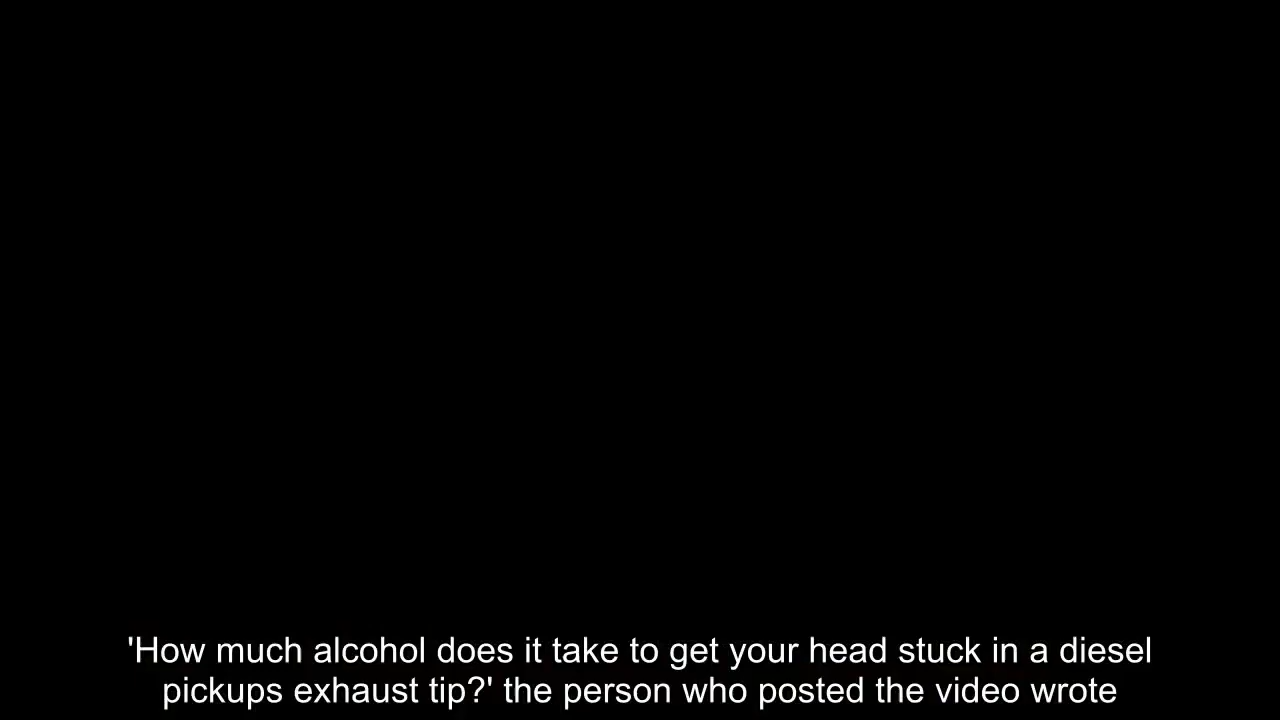 'How much alcohol does it take to get your head stuck in a diesel
pickups exhaust tip?' the person who posted the video wrote